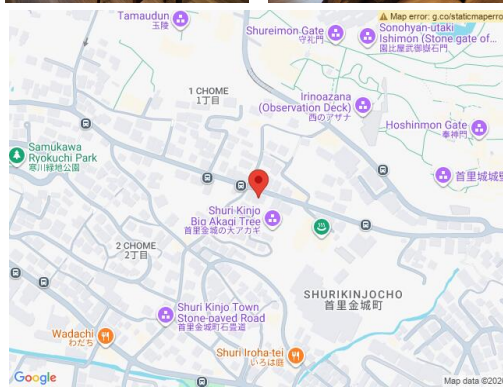 Tamaudun
玉陵
Shureimon Gate
守礼門
Map error: g.co/staticmaperro
Sonohyan-utaki
Ishimon (Stone gate of...
園比屋武御嶽石門
1 CHOME
1丁目
Irinoazana
(Observation Deck)
西のアザナ
Hoshinmon Gate
奉神門
Samukawa
Ryokuchi Park
寒川緑地公園
首里城城
Shuri Kinjo
Big Akagi Tree
首里金城の大アカギ
2 CHOME
2丁目
SHURIKINJOCHO
首里金城町
Shuri Kinjo Town
Stone-paved Road
首里金城町石畳道
Wadachi
わだち
Shuri Iroha-tei
いろは庭
Google
Map data ©202